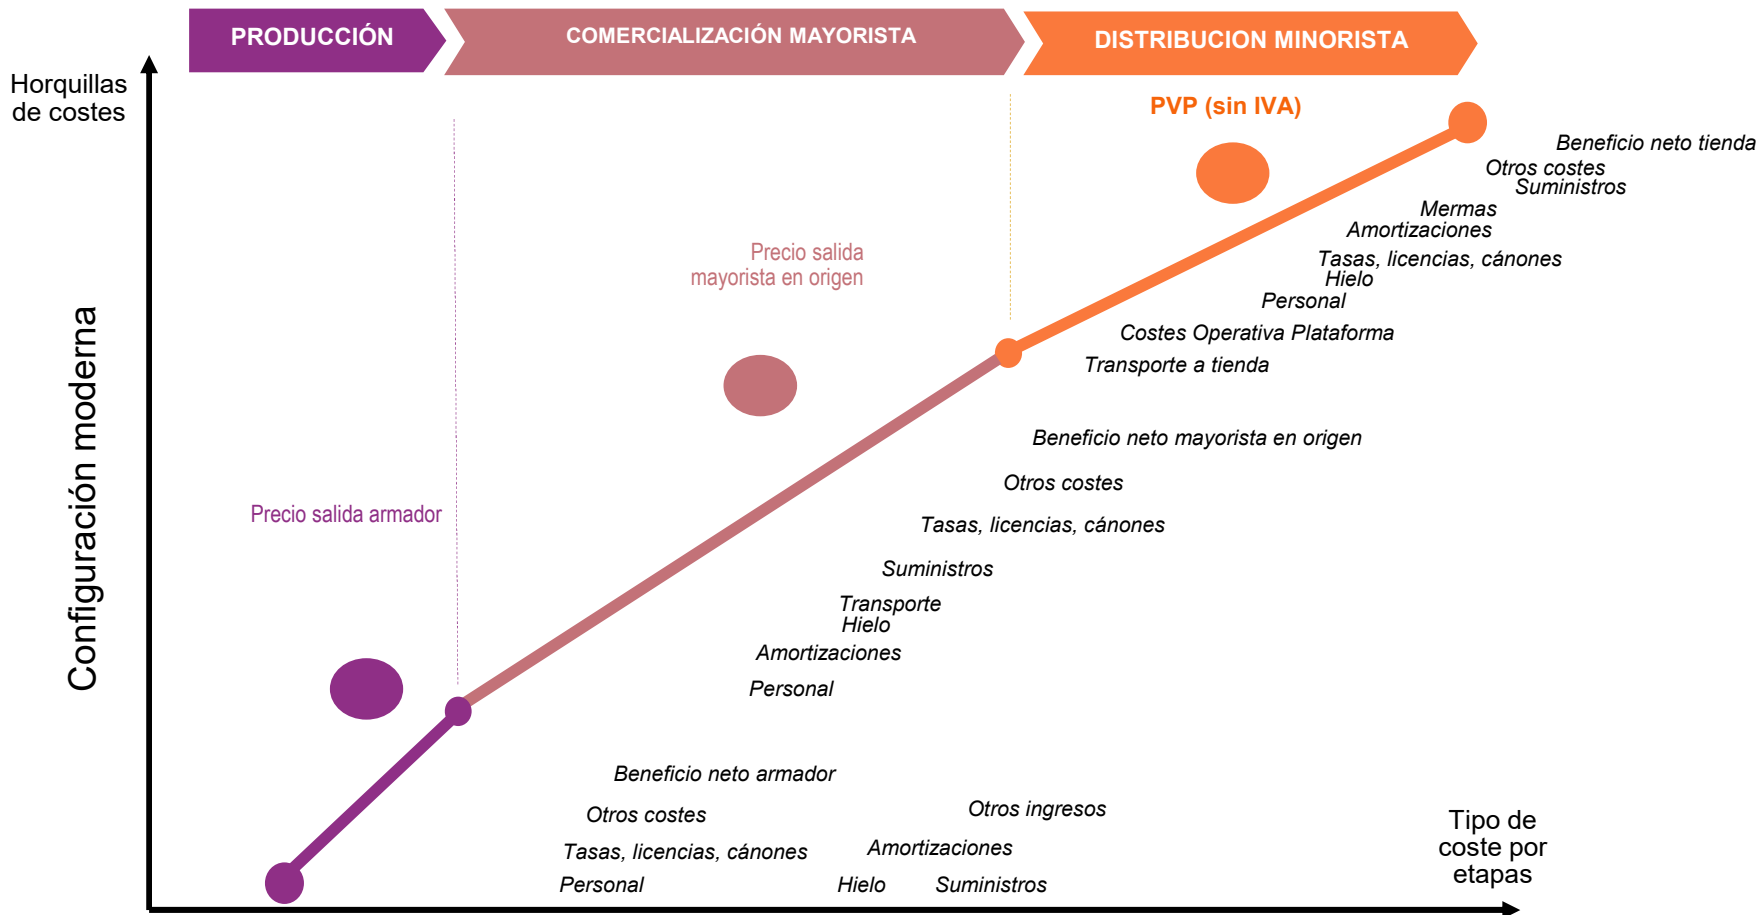 PRODUCCIÓN
COMERCIALIZACIÓN MAYORISTA
DISTRIBUCION MINORISTA
Horquillas
de costes
PVP (sin IVA)
Beneficio neto tienda
Otros costes
Suministros
Mermas
Amortizaciones
Tasas, licencias, cánones
Hielo
Personal
Costes Operativa Plataforma
Transporte a tienda
Precio salida
mayorista en origen
Beneficio neto mayorista en origen
Otros costes
Tasas, licencias, cánones
Suministros
Transporte
Hielo
Amortizaciones
Personal
Precio salida armador
Configuración moderna
Beneficio neto armador
Otros costes
Otros ingresos
Tasas, licencias, cánones
Amortizaciones
Personal
Hielo
Suministros
Tipo de
coste por
etapas